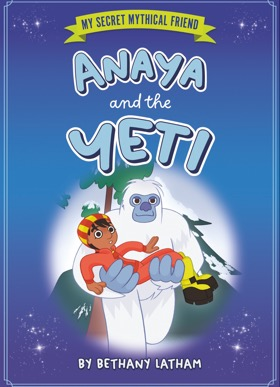 MY SECRET MYTHICAL FRIEND
ANAYA
and the
YETI
BY BETHANY LATHAM